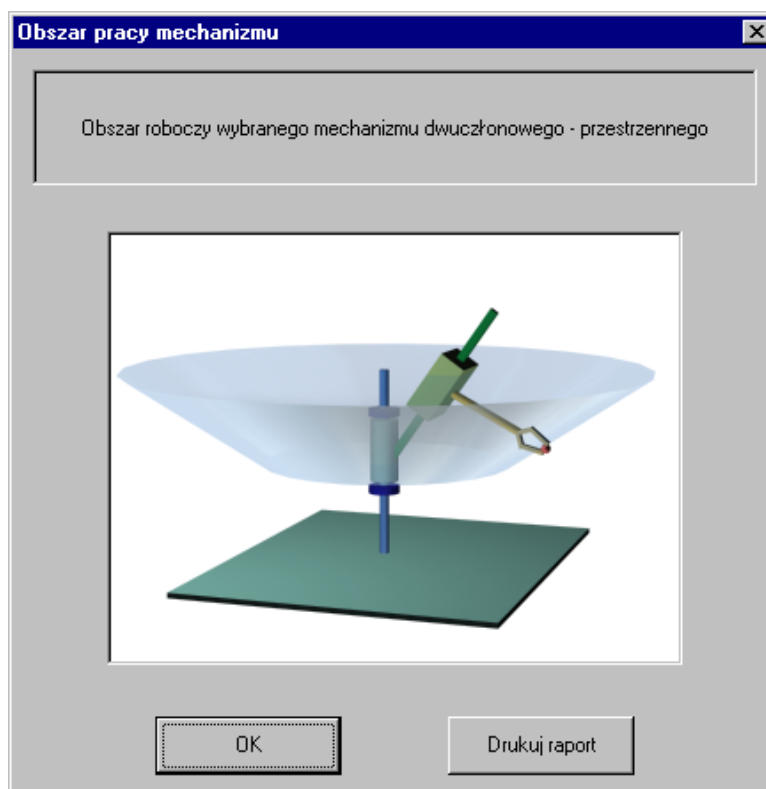 Obszar pracy mechanizmu
Obszar roboczy wybranego mechanizmu dwuczłonowego - przestrzennego
OK
Drukuj raport